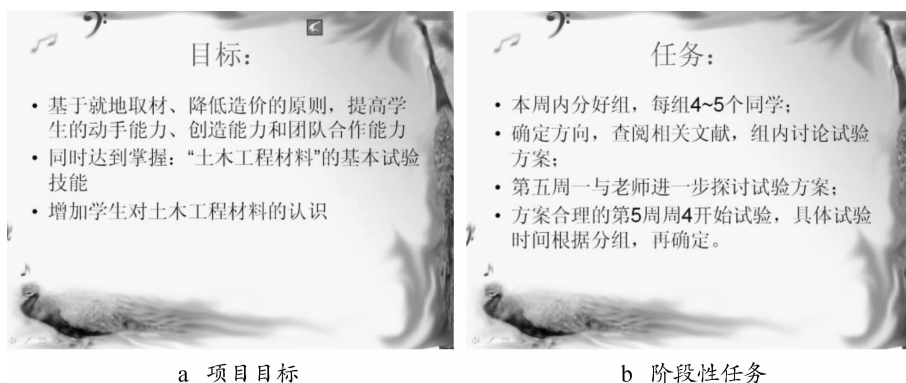 目标：
• 基于就地取材、降低造价的原则，提高学
生的动手能力、创造能力和团队合作能力
• 同时达到掌握：“土木工程材料”的基本试验
技能
• 增加学生对土木工程材料的认识
a 项目目标
任务：
• 本周内分好组，每组4~5个同学；
• 确定方向，查阅相关文献，组内讨论试验
方案；
• 第五周一与老师进一步探讨试验方案；
• 方案合理的第5周周4开始试验，具体试验
时间根据分组，再确定。
b 阶段性任务